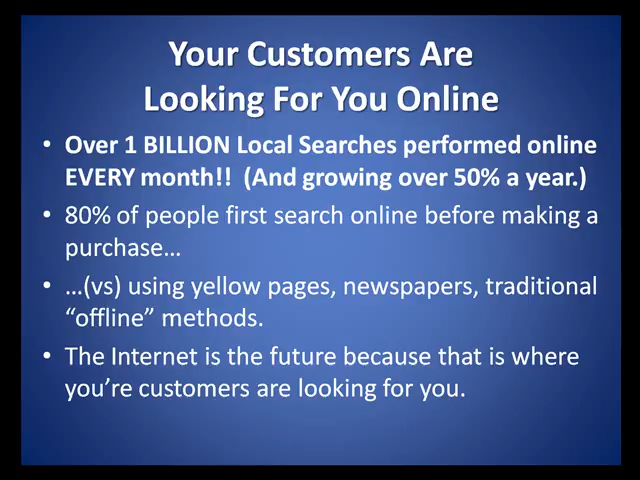 Your Customers Are
Looking For You Online
• Over 1 BILLION Local Searches performed online
EVERY month!! (And growing over 50% a year.)
• 80% of people first search online before making a
purchase…
• …(vs) using yellow pages, newspapers, traditional
“offline” methods.
• The Internet is the future because that is where
you’re customers are looking for you.